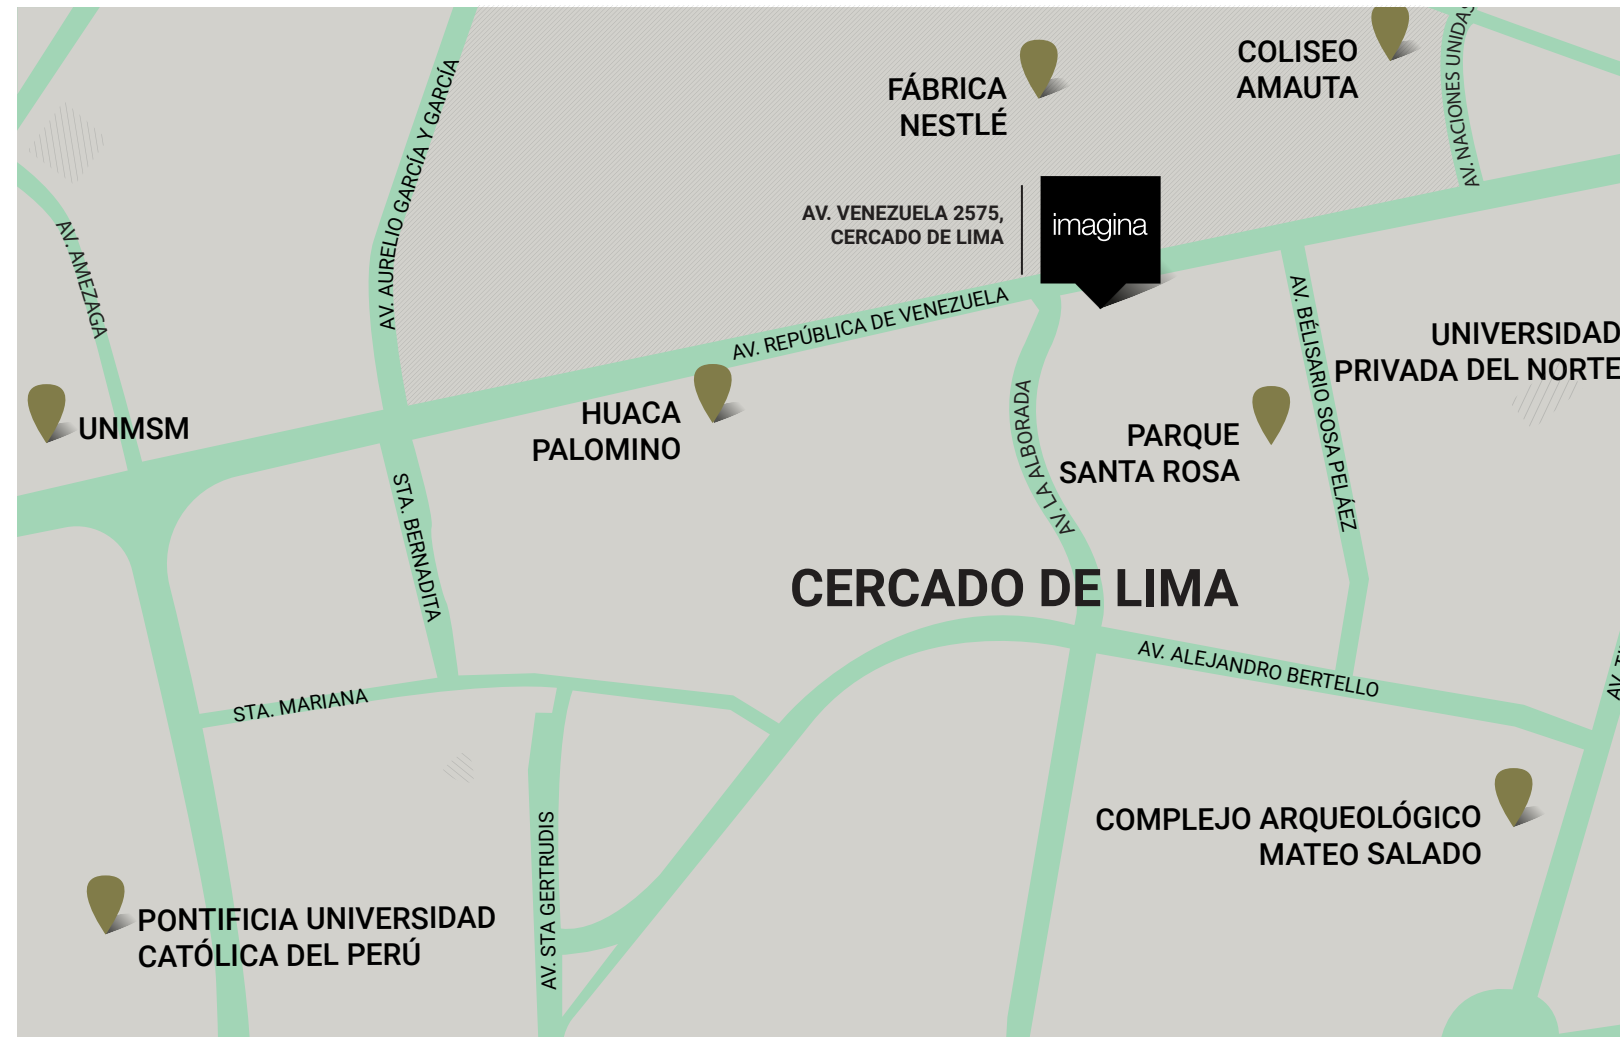 COLISEO
AMAUTA
AV. NACIONES UNIDAS
FÁBRICA
NESTLÉ
AV. AURELIO GARCÍA Y GARCÍA
AV. VENEZUELA 2575,
CERCADO DE LIMA
imagina
AV. AMEZAGA
AV. REPÚBLICA DE VENEZUELA
AV. BÉLISARIO SOSA PELÁEZ
UNIVERSIDAD
PRIVADA DEL NORTE
UNMSM
HUACA
PALOMINO
AV. LA ALBORADA
PARQUE
SANTA ROSA
STA. BERNADITA
CERCADO DE LIMA
AV. ALEJANDRO BERTELLO
STA. MARIANA
AV.
COMPLEJO ARQUEOLÓGICO
MATEO SALADO
AV. STA GERTRUDIS
PONTIFICIA UNIVERSIDAD
CATÓLICA DEL PERÚ